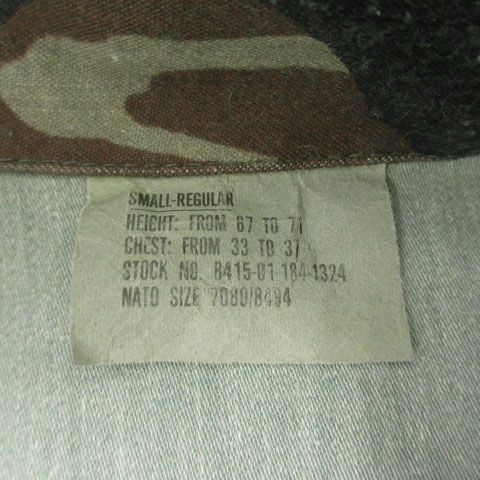 SMALL-REGULAR
HEIGHT: FROM 67 TO 71
CHEST: FROM 33 TO 37
STOCK NO. 8415-01-184-1324
NATO SIZE 7080/8494